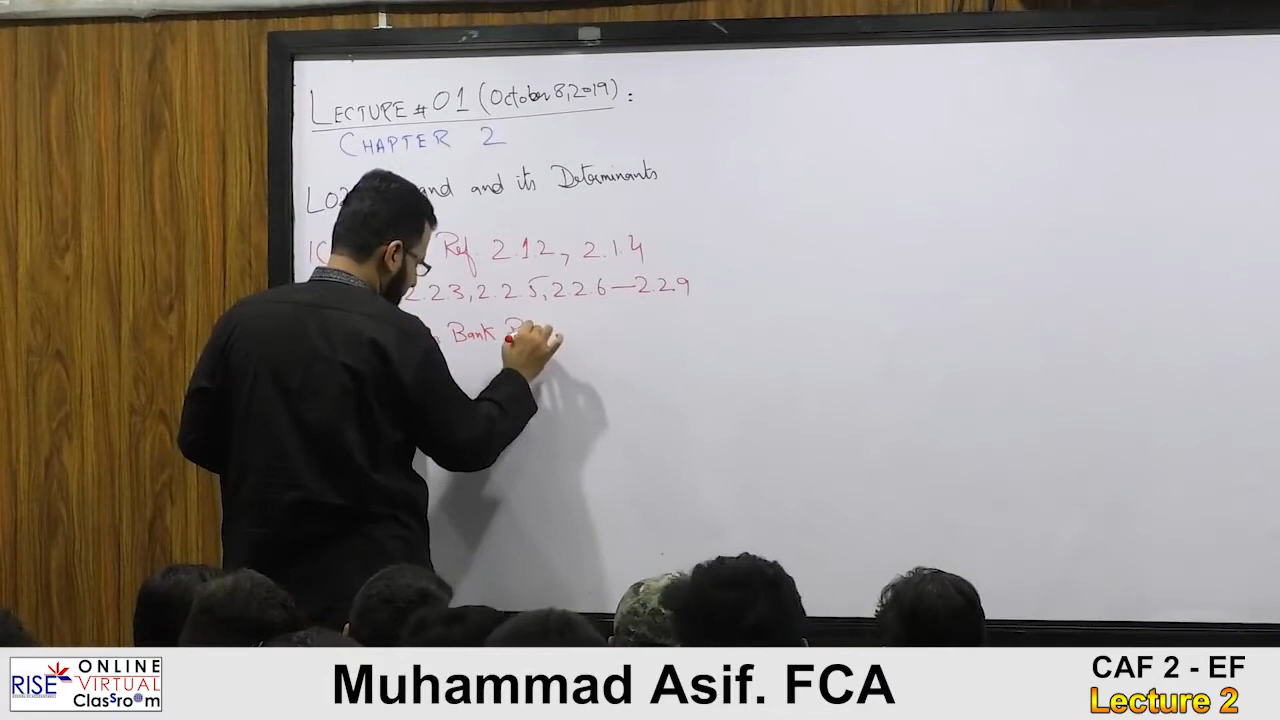 LECTURE # 01 (October 8, 2019) :
CHAPTER 2
LO2 and and its Determinants
Ref. 2.1.2, 2.1.4
2.2.3, 2.2.5, 2.2.6 — 2.2.9
Bank
RISE
ONLINE
VIRTUAL
Classroom
Muhammad Asif. FCA
CAF 2 - EF
Lecture 2